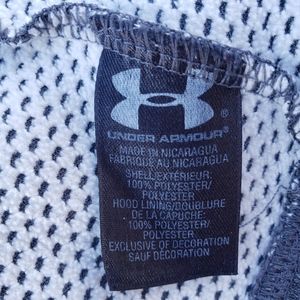 UNDER ARMOUR®
MADE IN NICARAGUA
FABRIQUÉ AU NICARAGUA
SHELL/EXTÉRIEUR:
100% POLYESTER/
POLYESTER
HOOD LINING/DOUBLURE
DE LA CAPUCHE:
100% POLYESTER/
POLYESTER
EXCLUSIVE OF DECORATION
SAUF DÉCORATION